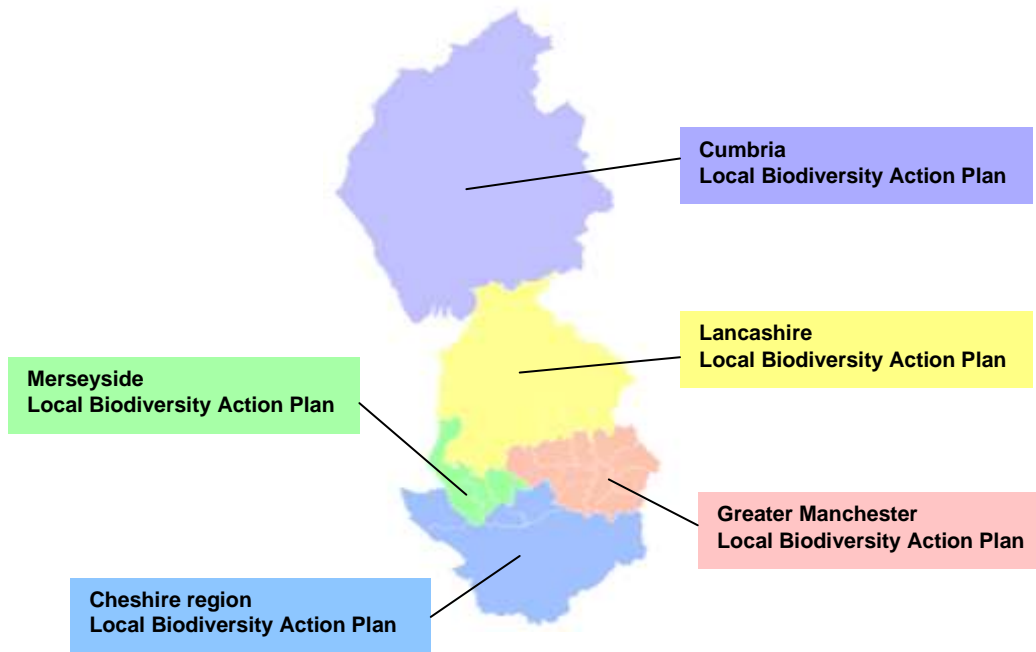 Cumbria
Local Biodiversity Action Plan
Lancashire
Local Biodiversity Action Plan
Merseyside
Local Biodiversity Action Plan
Greater Manchester
Local Biodiversity Action Plan
Cheshire region
Local Biodiversity Action Plan